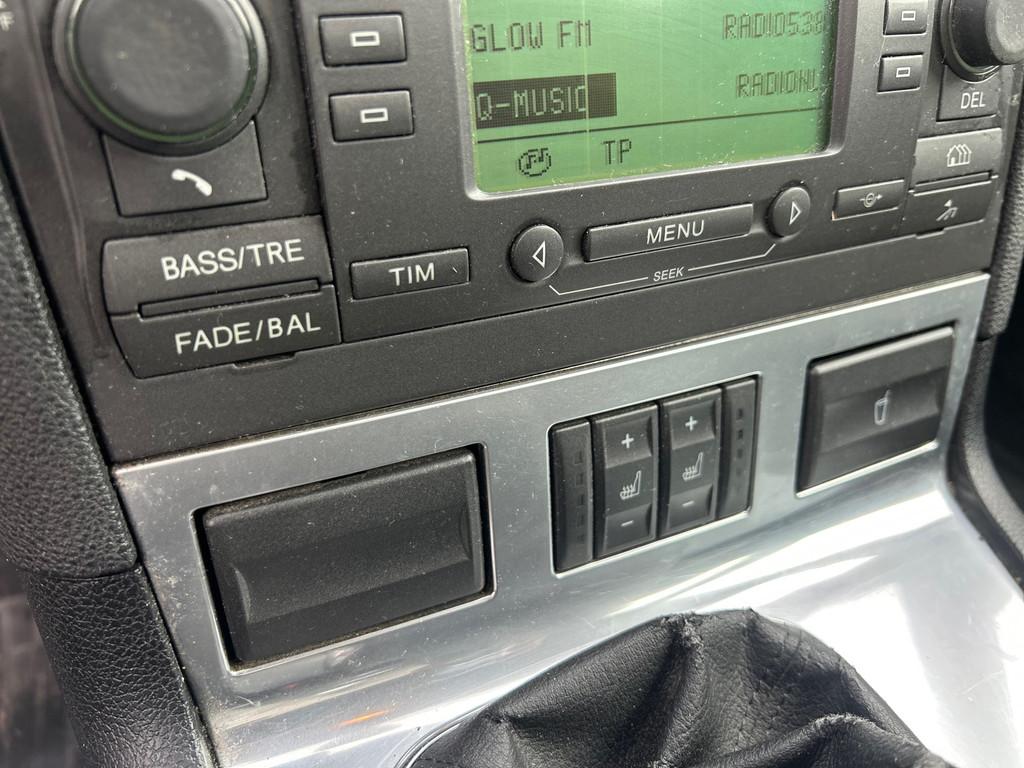 GLOW FM RADIO538
Q-MUSIC RADIONL
TP
DEL
BASS/TRE
TIM
MENU
SEEK
FADE/BAL
+ +
- -